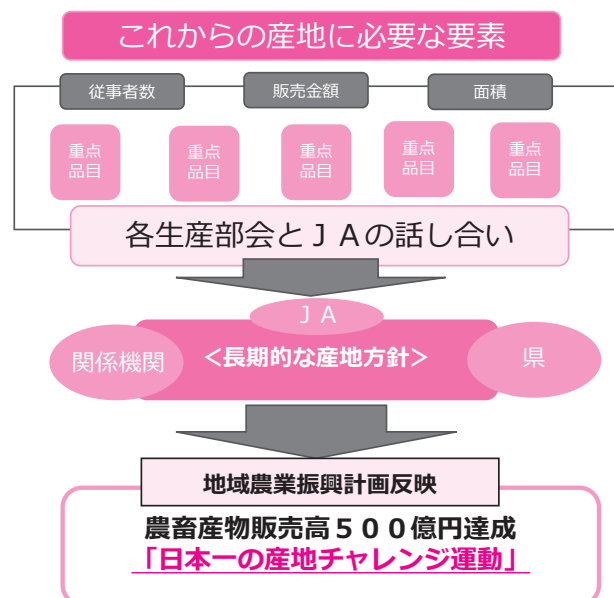 これからの産地に必要な要素
従事者数
販売金額
面積
重点
品目
重点
品目
重点
品目
重点
品目
重点
品目
各生産部会とＪＡの話し合い
ＪＡ
関係機関
＜長期的な産地方針＞
県
地域農業振興計画反映
農畜産物販売高５００億円達成
「日本一の産地チャレンジ運動」